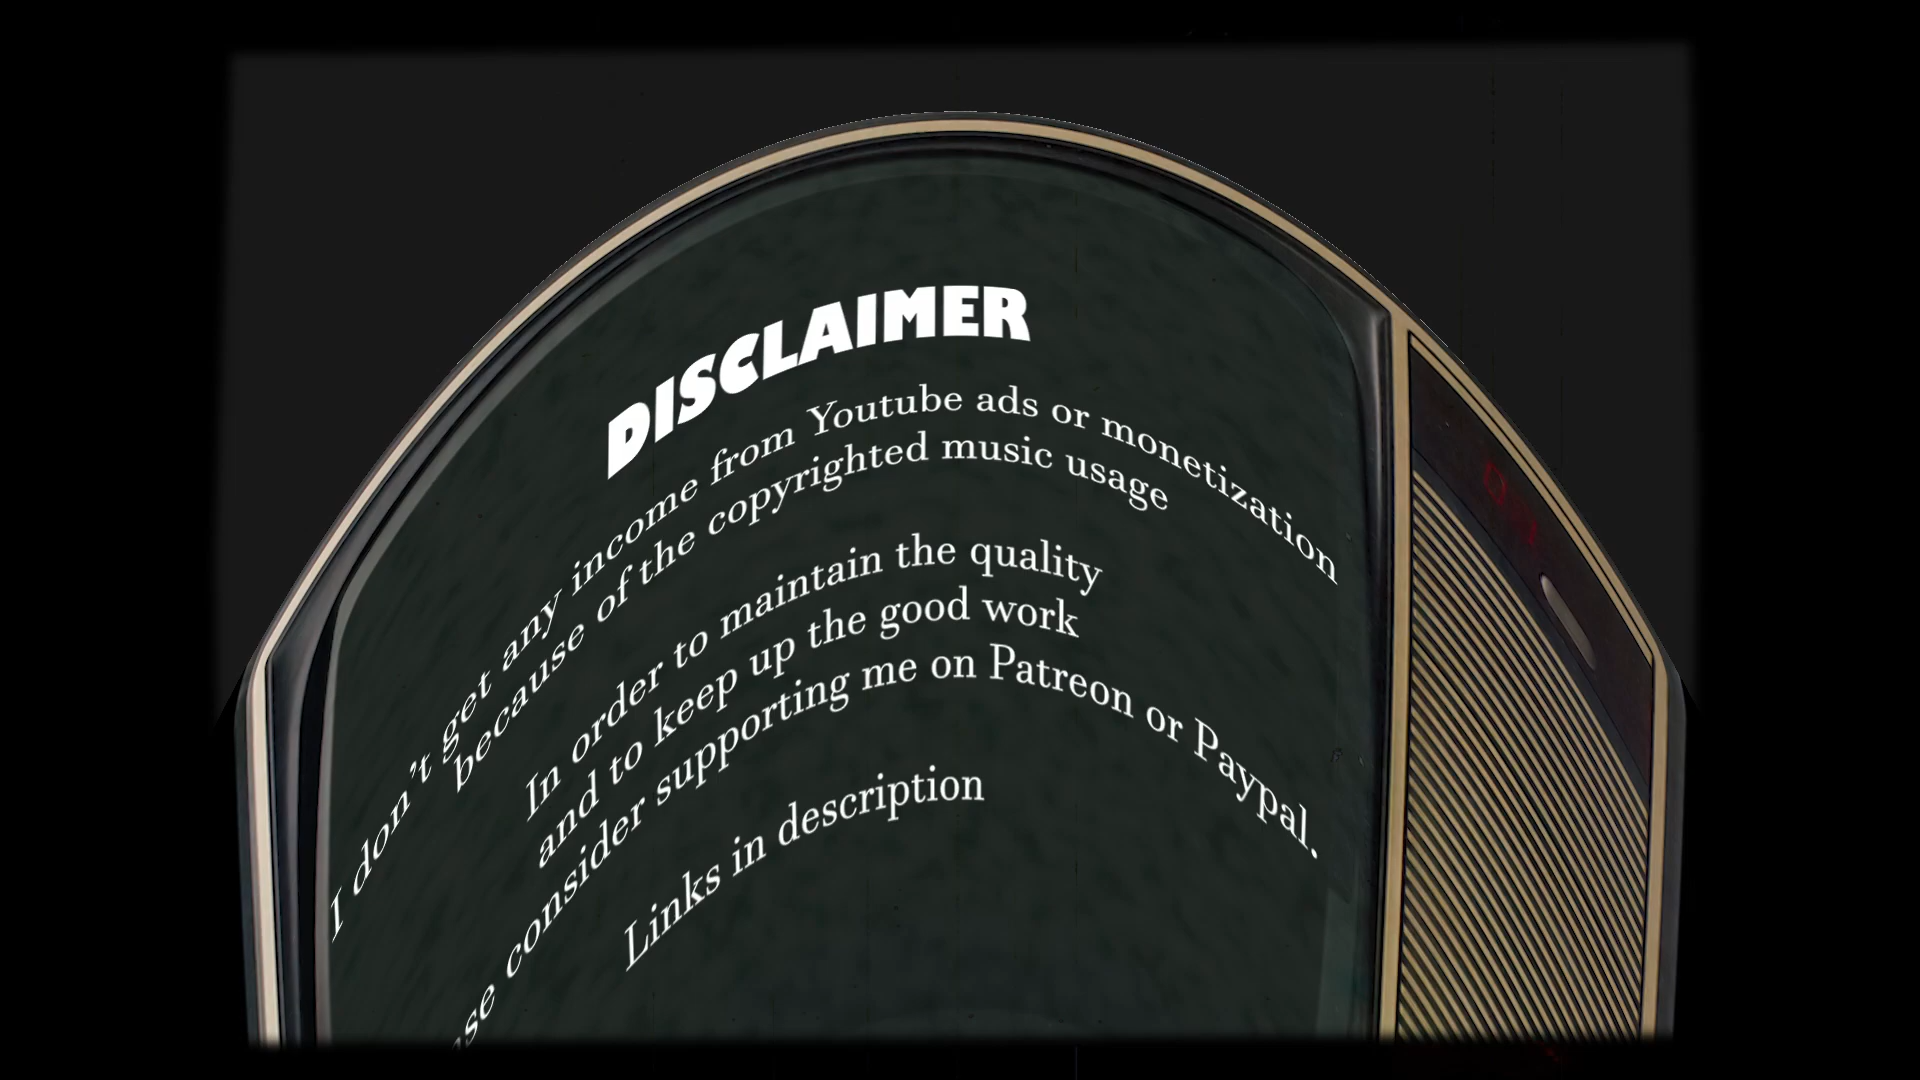 DISCLAIMER
I don't get any income from Youtube ads or monetization
because of the copyrighted music usage
In order to maintain the quality
and to keep up the good work
consider supporting me on Patreon or Paypal.
Links in description